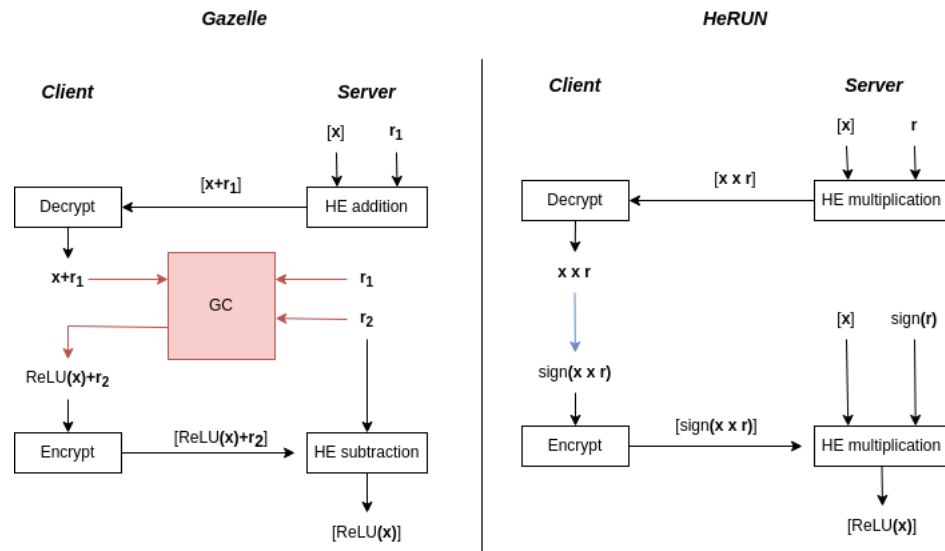 Gazelle
Client
Server
[x]
r1
[x+r1]
Decrypt
HE addition
x+r1
GC
r1
r2
ReLU(x)+r2
Encrypt
[ReLU(x)+r2]
HE subtraction
[ReLU(x)]
HeRUN
Client
Server
[x]
r
[x x r]
Decrypt
HE multiplication
x x r
[x]
sign(r)
sign(x x r)
Encrypt
[sign(x x r)]
HE multiplication
[ReLU(x)]